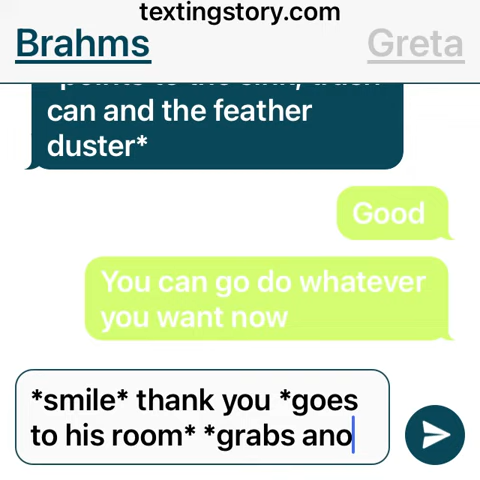 textingstory.com
Brahms
Greta
can and the feather
duster*
Good
You can go do whatever
you want now
*smile* thank you *goes
to his room* *grabs ano